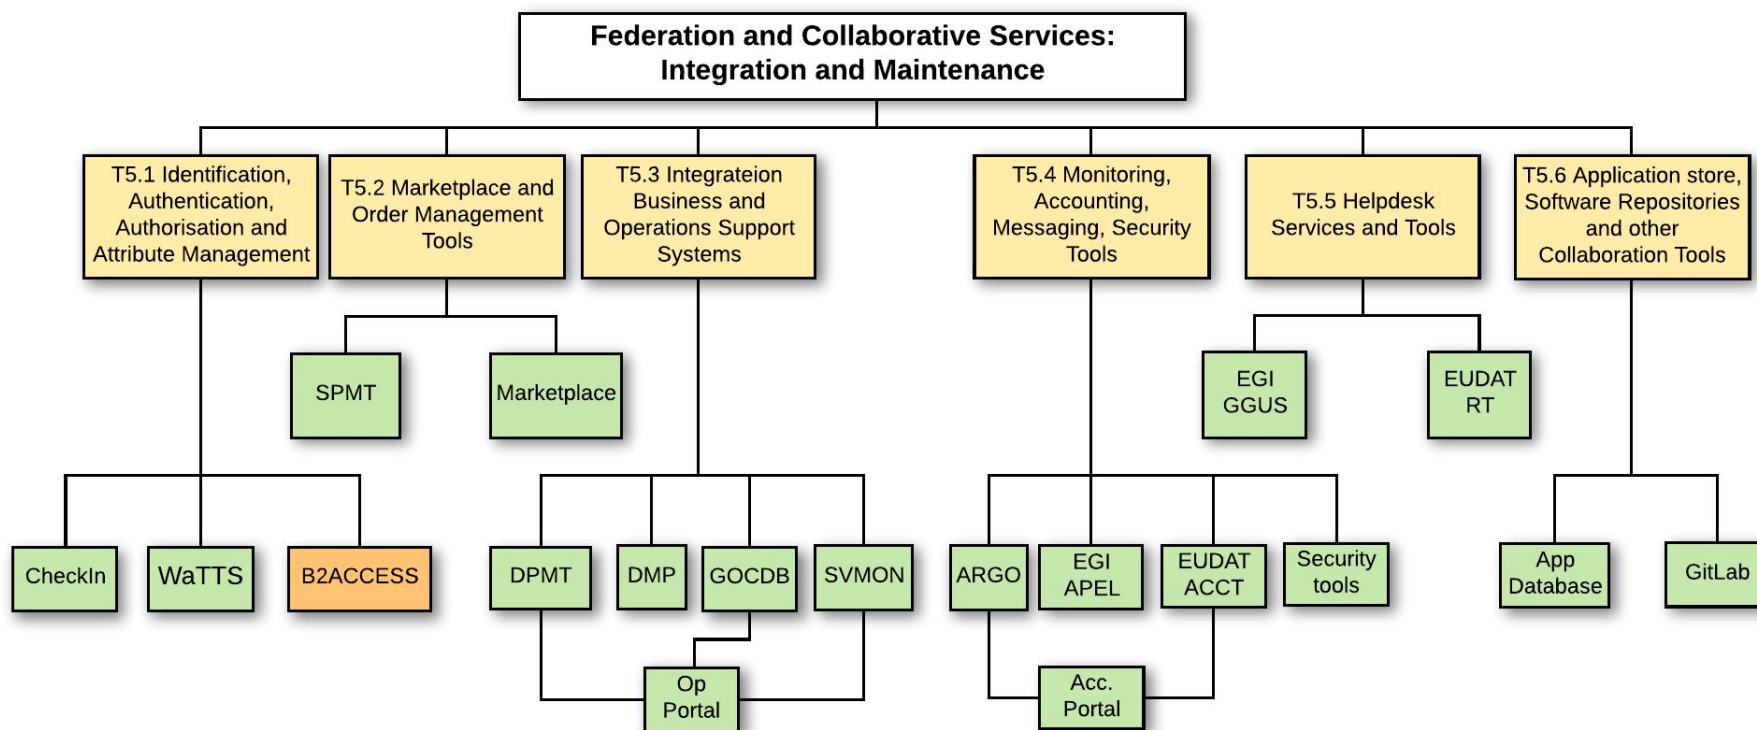 Federation and Collaborative Services:
Integration and Maintenance
T5.1 Identification,
Authentication,
Authorisation and
Attribute Management
T5.2 Marketplace and
Order Management
Tools
T5.3 Integrateion
Business and
Operations Support
Systems
T5.4 Monitoring,
Accounting,
Messaging, Security
Tools
T5.5 Helpdesk
Services and Tools
T5.6 Application store,
Software Repositories
and other
Collaboration Tools
SPMT
Marketplace
EGI
GGUS
EUDAT
RT
CheckIn
WaTTS
B2ACCESS
DPMT
DMP
GOCDB
SVMON
ARGO
EGI
APEL
EUDAT
ACCT
Security
tools
App
Database
GitLab
Op
Portal
Acc.
Portal